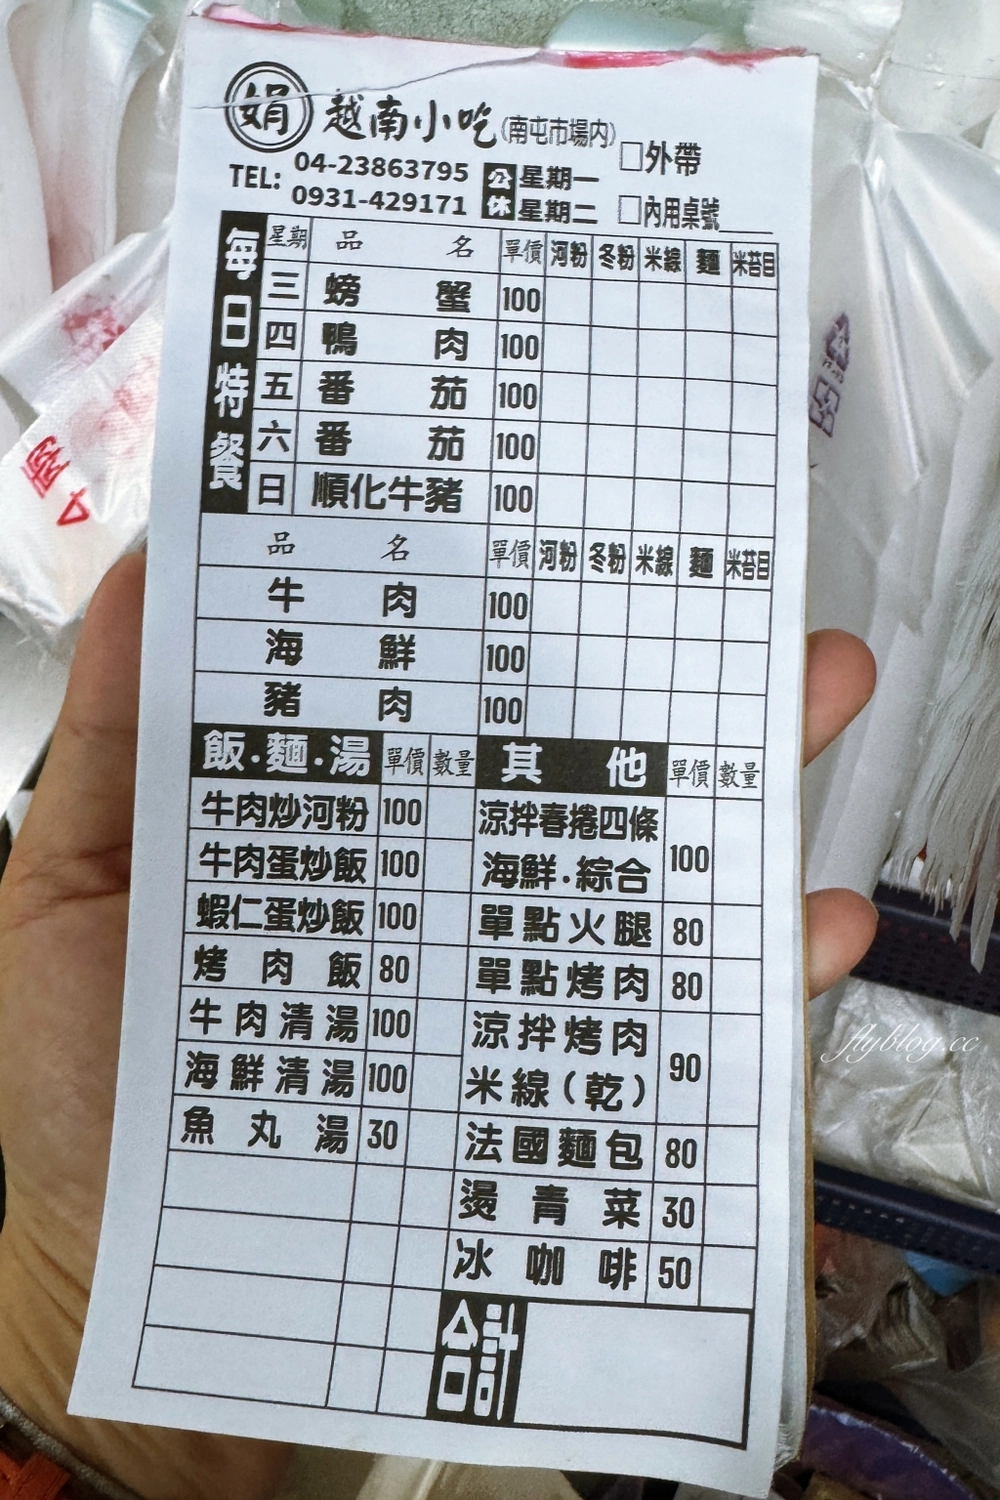 娟 越南小吃(南屯市場內) □外帶
TEL: 04-23863795 公休 星期一
0931-429171 星期二 □內用桌號
每日特餐
星期 品名 單價 河粉 冬粉 米線 麵 米苔目
三 螃蟹 100
四 鴨肉 100
五 番茄 100
六 番茄 100
日 順化牛豬 100
品名 單價 河粉 冬粉 米線 麵 米苔目
牛肉 100
海鮮 100
豬肉 100
飯.麵.湯 單價 數量
牛肉炒河粉 100
牛肉蛋炒飯 100
蝦仁蛋炒飯 100
烤肉飯 80
牛肉清湯 100
海鮮清湯 100
魚丸湯 30
其他 單價 數量
涼拌春捲四條
海鮮.綜合 100
單點火腿 80
單點烤肉 80
涼拌烤肉
米線(乾) 90
法國麵包 80
燙青菜 30
冰咖啡 50
合計
flyblog.cc